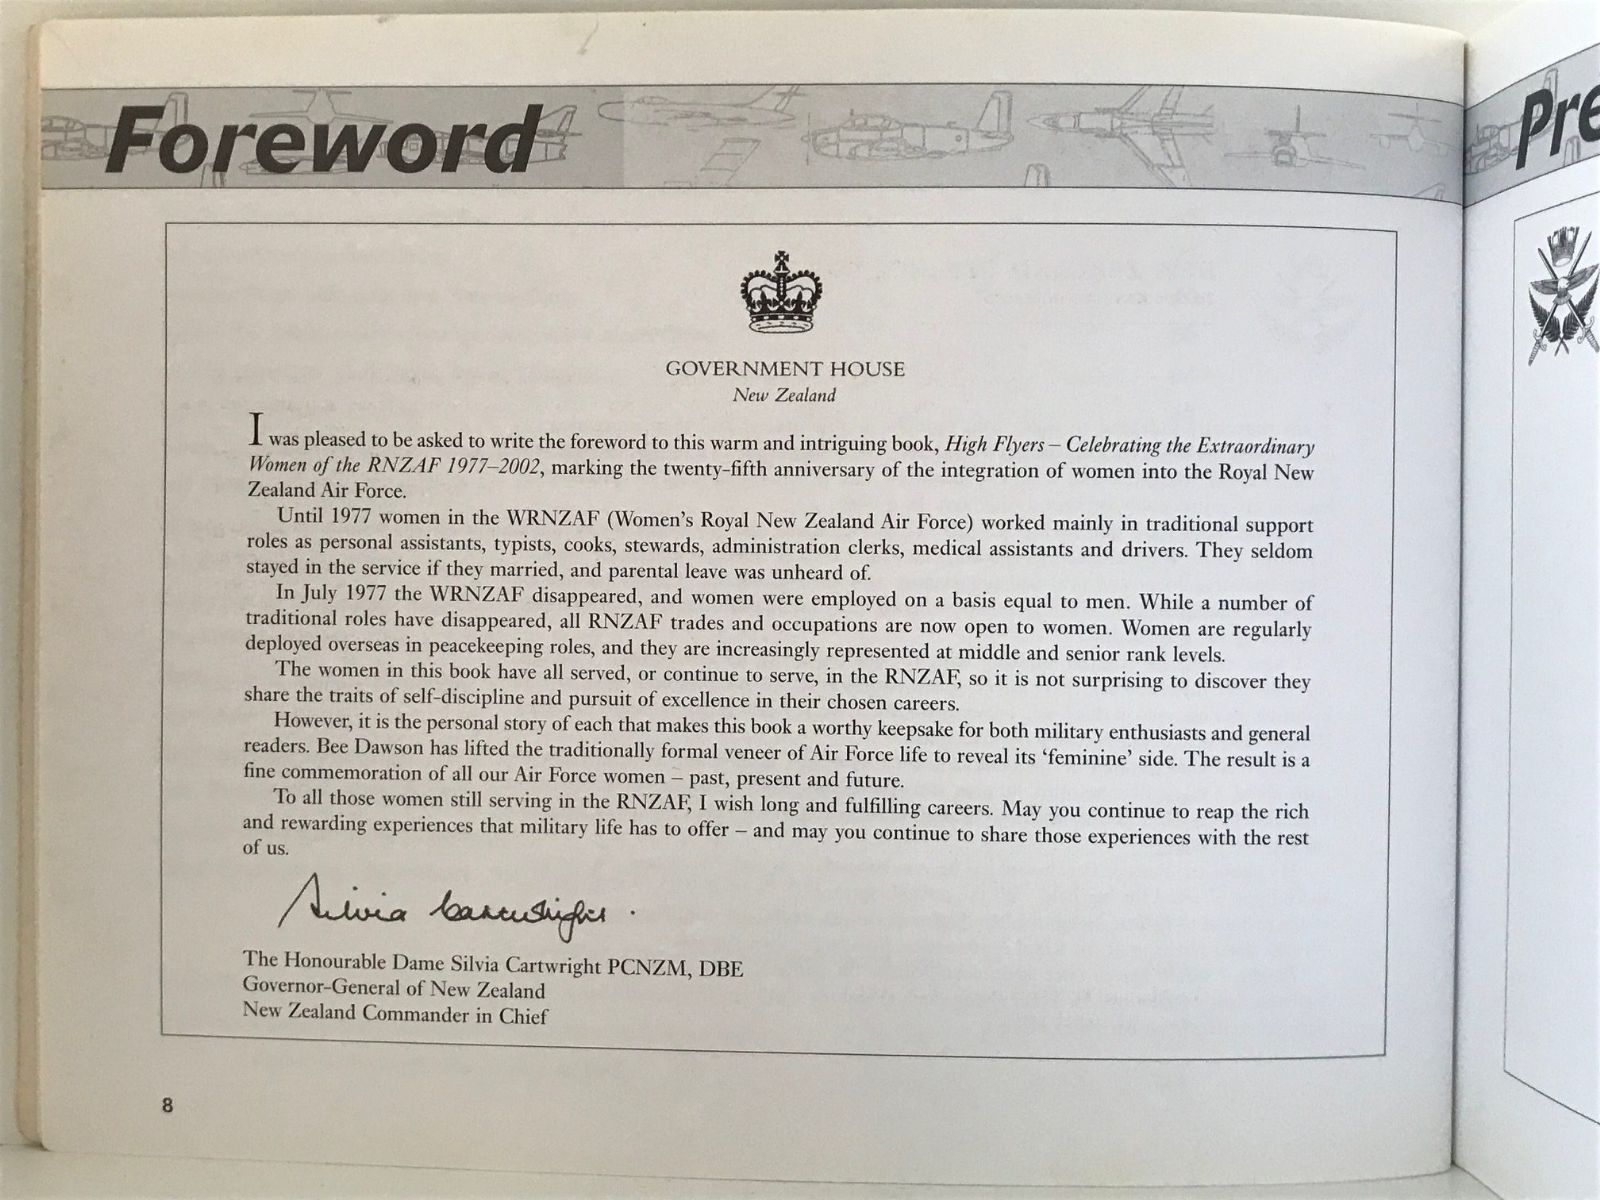 Foreword
GOVERNMENT HOUSE
New Zealand
I was pleased to be asked to write the foreword to this warm and intriguing book, High Flyers – Celebrating the Extraordinary
Women of the RNZAF 1977–2002, marking the twenty-fifth anniversary of the integration of women into the Royal New
Zealand Air Force.
Until 1977 women in the WRNZAF (Women's Royal New Zealand Air Force) worked mainly in traditional support
roles as personal assistants, typists, cooks, stewards, administration clerks, medical assistants and drivers. They seldom
stayed in the service if they married, and parental leave was unheard of.
In July 1977 the WRNZAF disappeared, and women were employed on a basis equal to men. While a number of
traditional roles have disappeared, all RNZAF trades and occupations are now open to women. Women are regularly
deployed overseas in peacekeeping roles, and they are increasingly represented at middle and senior rank levels.
The women in this book have all served, or continue to serve, in the RNZAF, so it is not surprising to discover they
share the traits of self-discipline and pursuit of excellence in their chosen careers.
However, it is the personal story of each that makes this book a worthy keepsake for both military enthusiasts and general
readers. Bee Dawson has lifted the traditionally formal veneer of Air Force life to reveal its 'feminine' side. The result is a
fine commemoration of all our Air Force women – past, present and future.
To all those women still serving in the RNZAF, I wish long and fulfilling careers. May you continue to reap the rich
and rewarding experiences that military life has to offer – and may you continue to share those experiences with the rest
of us.
Silvia Cartwright.
The Honourable Dame Silvia Cartwright PCNZM, DBE
Governor-General of New Zealand
New Zealand Commander in Chief
8
Pre